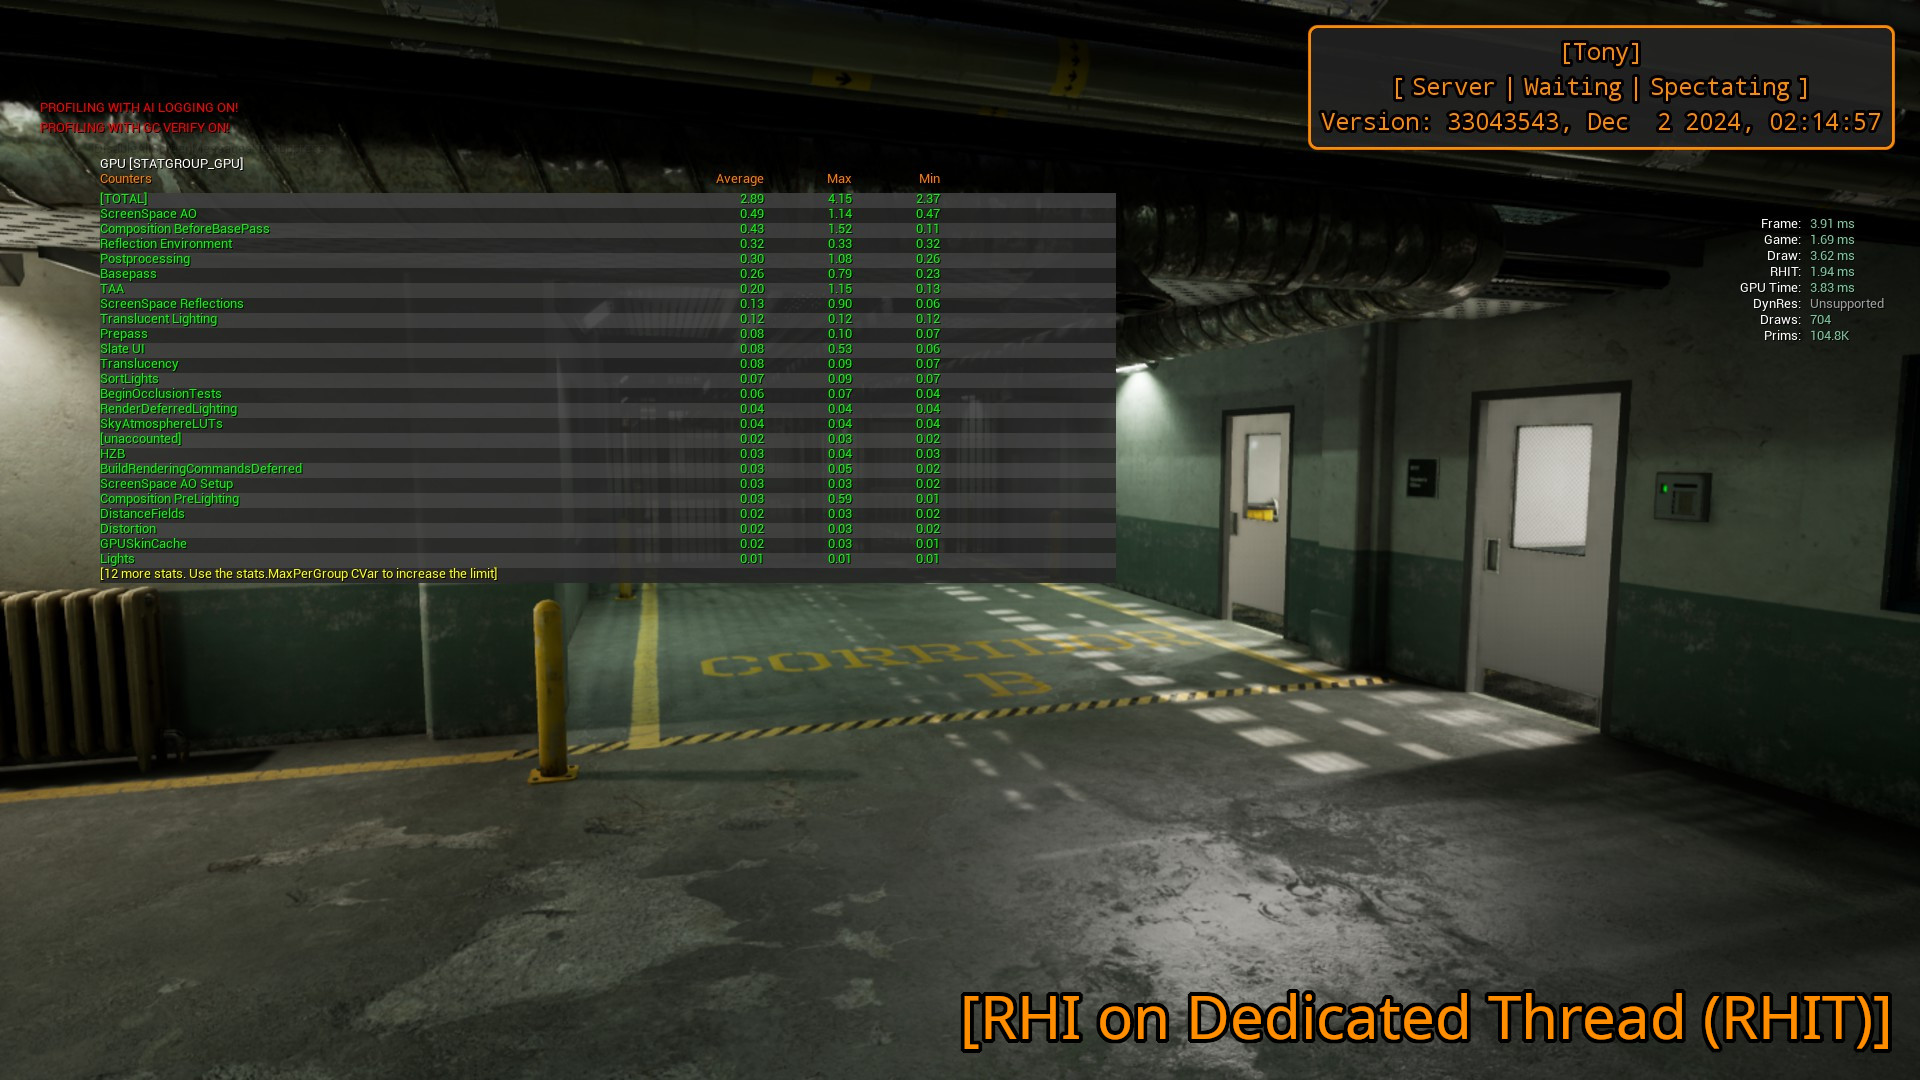 [Tony]
[ Server | Waiting | Spectating ]
Version: 33043543, Dec  2 2024, 02:14:57
PROFILING WITH AI LOGGING ON!
PROFILING WITH GC VERIFY ON!
GPU [STATGROUP_GPU]
Counters Average Max Min
[TOTAL] 2.89 4.15 2.37
ScreenSpace AO 0.49 1.14 0.47
Composition BeforeBasePass 0.43 1.52 0.11
Reflection Environment 0.32 0.33 0.32
Postprocessing 0.30 1.08 0.26
Basepass 0.26 0.79 0.23
TAA 0.20 1.15 0.13
ScreenSpace Reflections 0.13 0.90 0.06
Translucent Lighting 0.12 0.12 0.12
Prepass 0.08 0.10 0.07
Slate UI 0.08 0.53 0.06
Translucency 0.08 0.09 0.07
SortLights 0.07 0.09 0.07
BeginOcclusionTests 0.06 0.07 0.04
RenderDeferredLighting 0.04 0.04 0.04
SkyAtmosphereLUTs 0.04 0.04 0.04
[unaccounted] 0.02 0.03 0.02
HZB 0.03 0.04 0.03
BuildRenderingCommandsDeferred 0.03 0.05 0.02
ScreenSpace AO Setup 0.03 0.03 0.02
Composition PreLighting 0.03 0.59 0.01
DistanceFields 0.02 0.03 0.02
Distortion 0.02 0.03 0.02
GPUSkinCache 0.02 0.03 0.01
Lights 0.01 0.01 0.01
[12 more stats. Use the stats.MaxPerGroup CVar to increase the limit]
Frame: 3.91 ms
Game: 1.69 ms
Draw: 3.62 ms
RHIT: 1.94 ms
GPU Time: 3.83 ms
DynRes: Unsupported
Draws: 704
Prims: 104.8K
CORRIDOR
B
[RHI on Dedicated Thread (RHIT)]